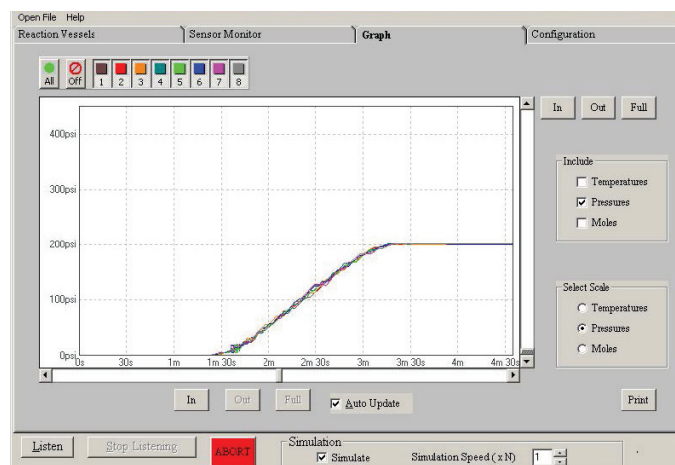 Open File Help
Reaction Vessels Sensor Monitor Graph Configuration
All Off 1 2 3 4 5 6 7 8
In Out Full
400psi
300psi
200psi
100psi
0psi
0s 30s 1m 1m 30s 2m 2m 30s 3m 3m 30s 4m 4m 30s
Include
Temperatures
Pressures
Moles
Select Scale
Temperatures
Pressures
Moles
In Out Full Auto Update Print
Listen Stop Listening ABORT
Simulation
Simulate Simulation Speed ( x N) 1